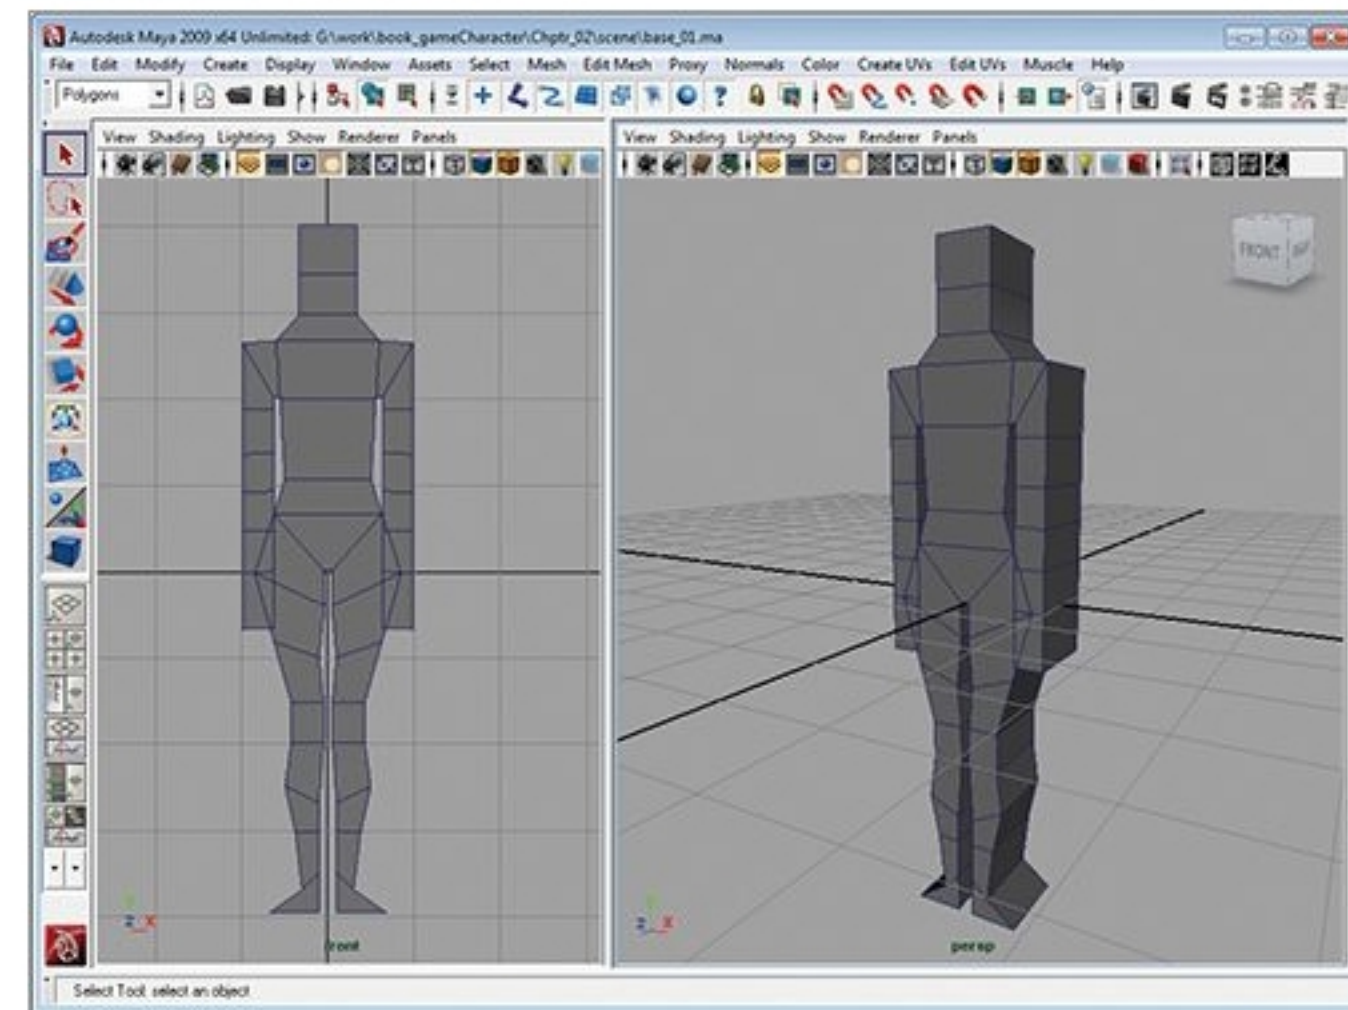 Autodesk Maya 2009 x64 Unlimited: G:\work\book_gameCharacter\Chptr_02\scene\base_01.ma
File Edit Modify Create Display Window Assets Select Mesh Edit Mesh Proxy Normals Color Create UVs Edit UVs Muscle Help
Polygons
View Shading Lighting Show Renderer Panels
View Shading Lighting Show Renderer Panels
FRONT
front
persp
Select Tool: select an object